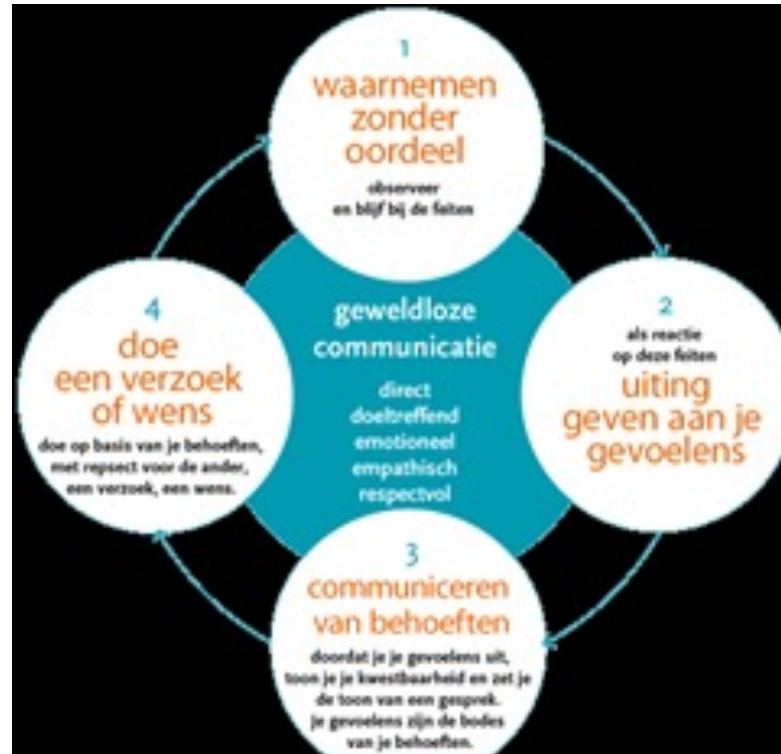 1
waarnemen
zonder
oordeel
observeer
en blijf bij de feiten
geweldloze
communicatie
direct
doeltreffend
emotioneel
empathisch
respectvol
2
als reactie
op deze feiten
uiting
geven aan je
gevoelens
3
communiceren
van behoeften
doordat je je gevoelens uit,
toon je je kwestbaarheid en zet je
de toon van een gesprek.
je gevoelens zijn de bodes
van je behoeften.
4
doe
een verzoek
of wens
doe op basis van je behoeften,
met repsect voor de ander,
een verzoek, een wens.